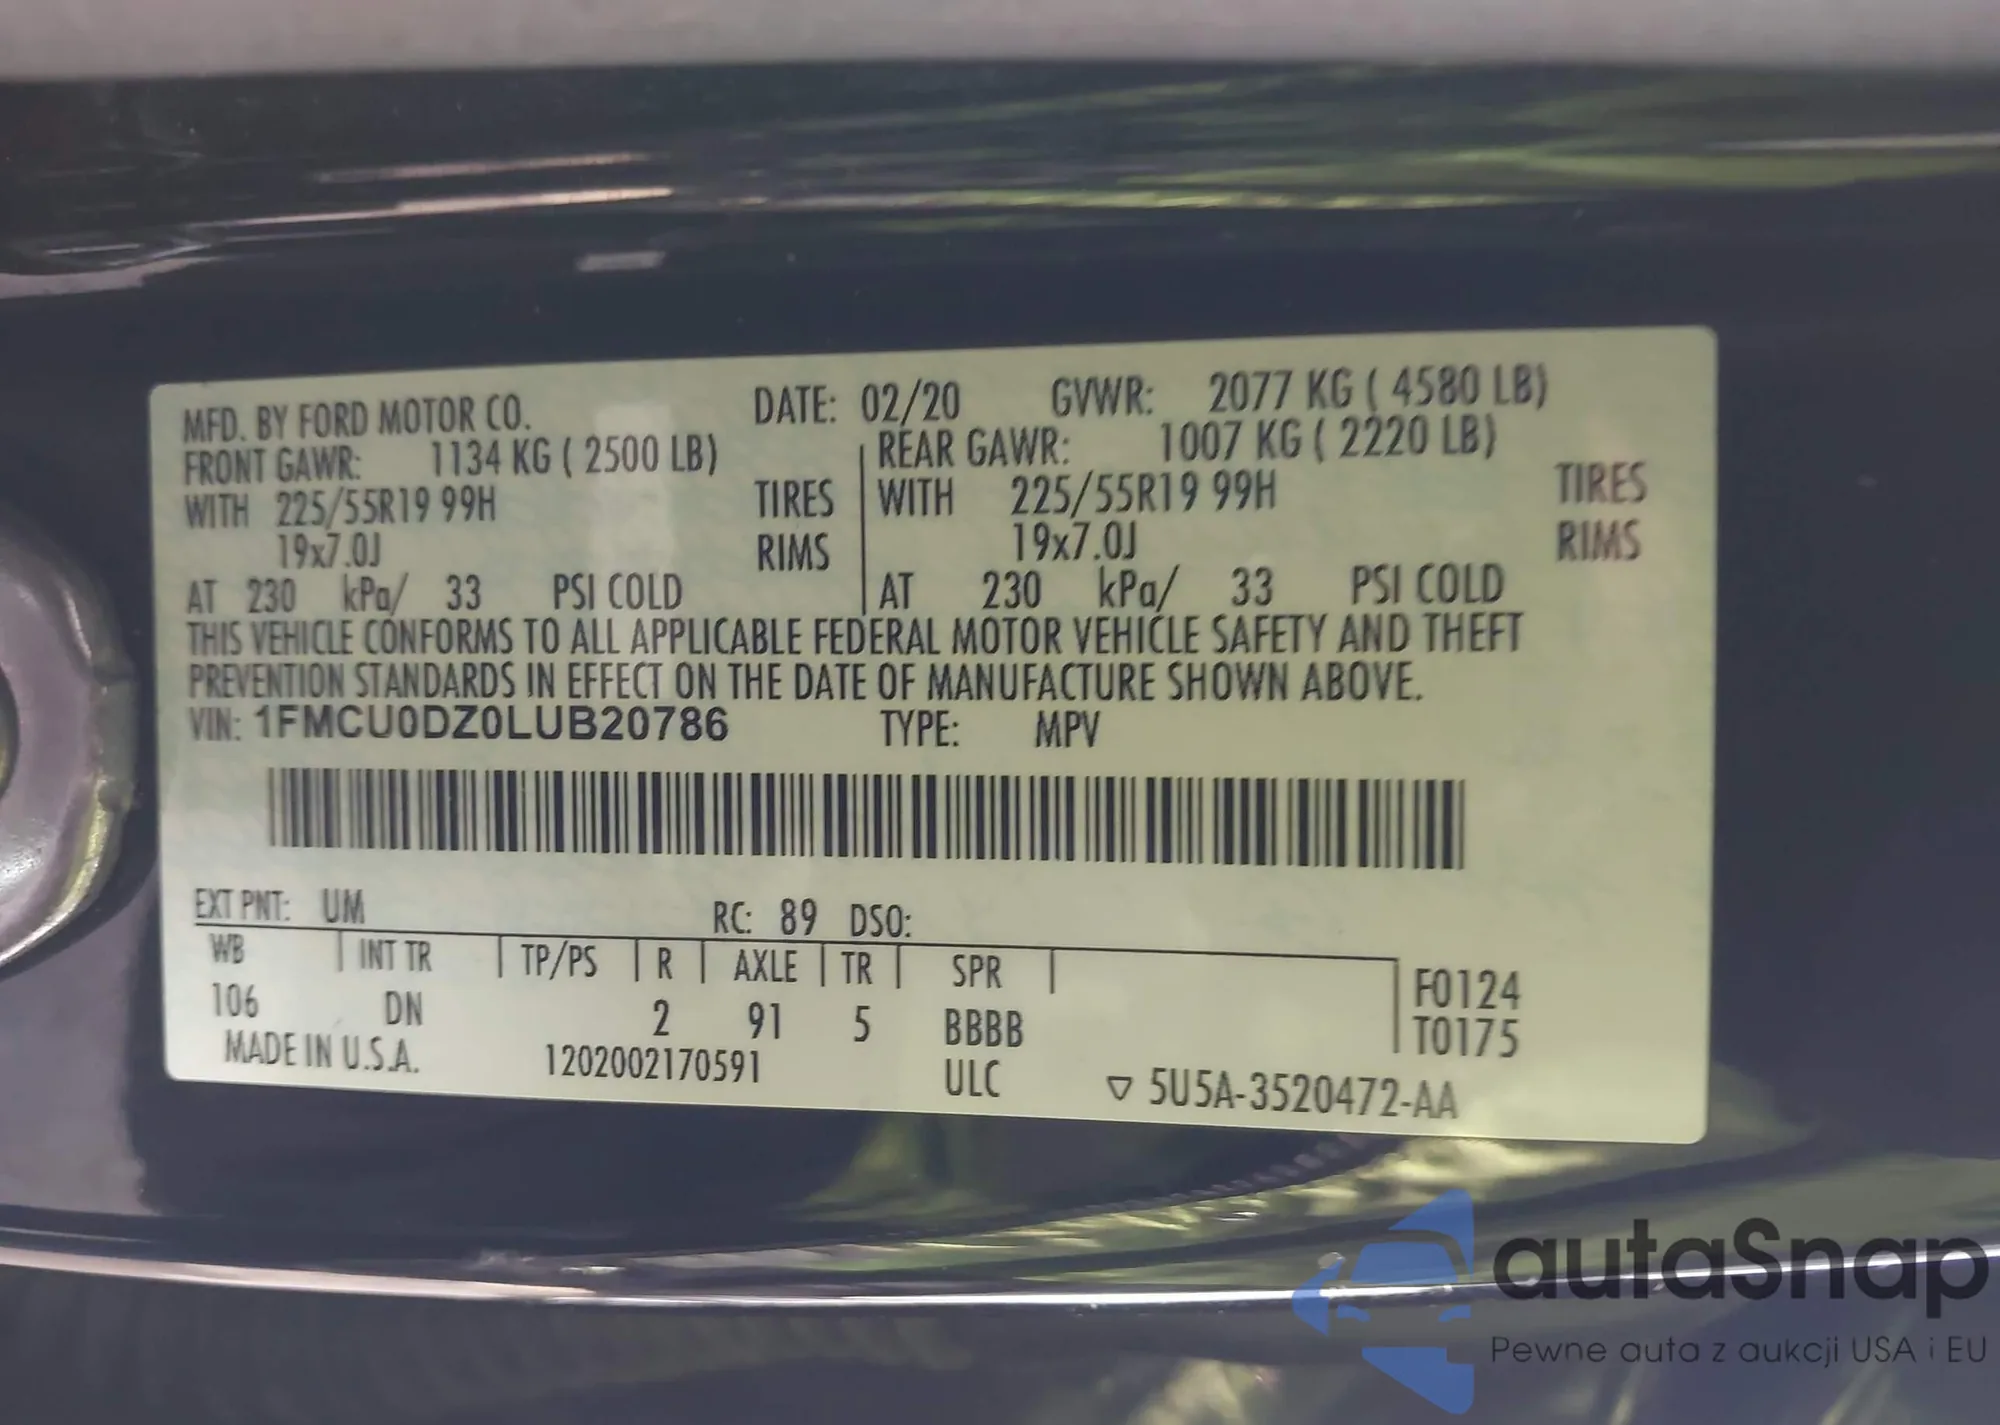 MFD. BY FORD MOTOR CO. DATE: 02/20 GVWR: 2077 KG ( 4580 LB)
FRONT GAWR: 1134 KG ( 2500 LB) REAR GAWR: 1007 KG ( 2220 LB)
WITH 225/55R19 99H TIRES WITH 225/55R19 99H TIRES
19x7.0J RIMS 19x7.0J RIMS
AT 230 kPa/ 33 PSI COLD AT 230 kPa/ 33 PSI COLD
THIS VEHICLE CONFORMS TO ALL APPLICABLE FEDERAL MOTOR VEHICLE SAFETY AND THEFT
PREVENTION STANDARDS IN EFFECT ON THE DATE OF MANUFACTURE SHOWN ABOVE.
VIN: 1FMCU0DZ0LUB20786 TYPE: MPV
EXT PNT: UM RC: 89 DSO:
WB INT TR TP/PS R AXLE TR SPR F0124
106 DN 2 91 5 BBBB T0175
MADE IN U.S.A. 1202002170591 ULC ▽ 5U5A-3520472-AA
autaSnap
Pewne auta z aukcji USA i EU